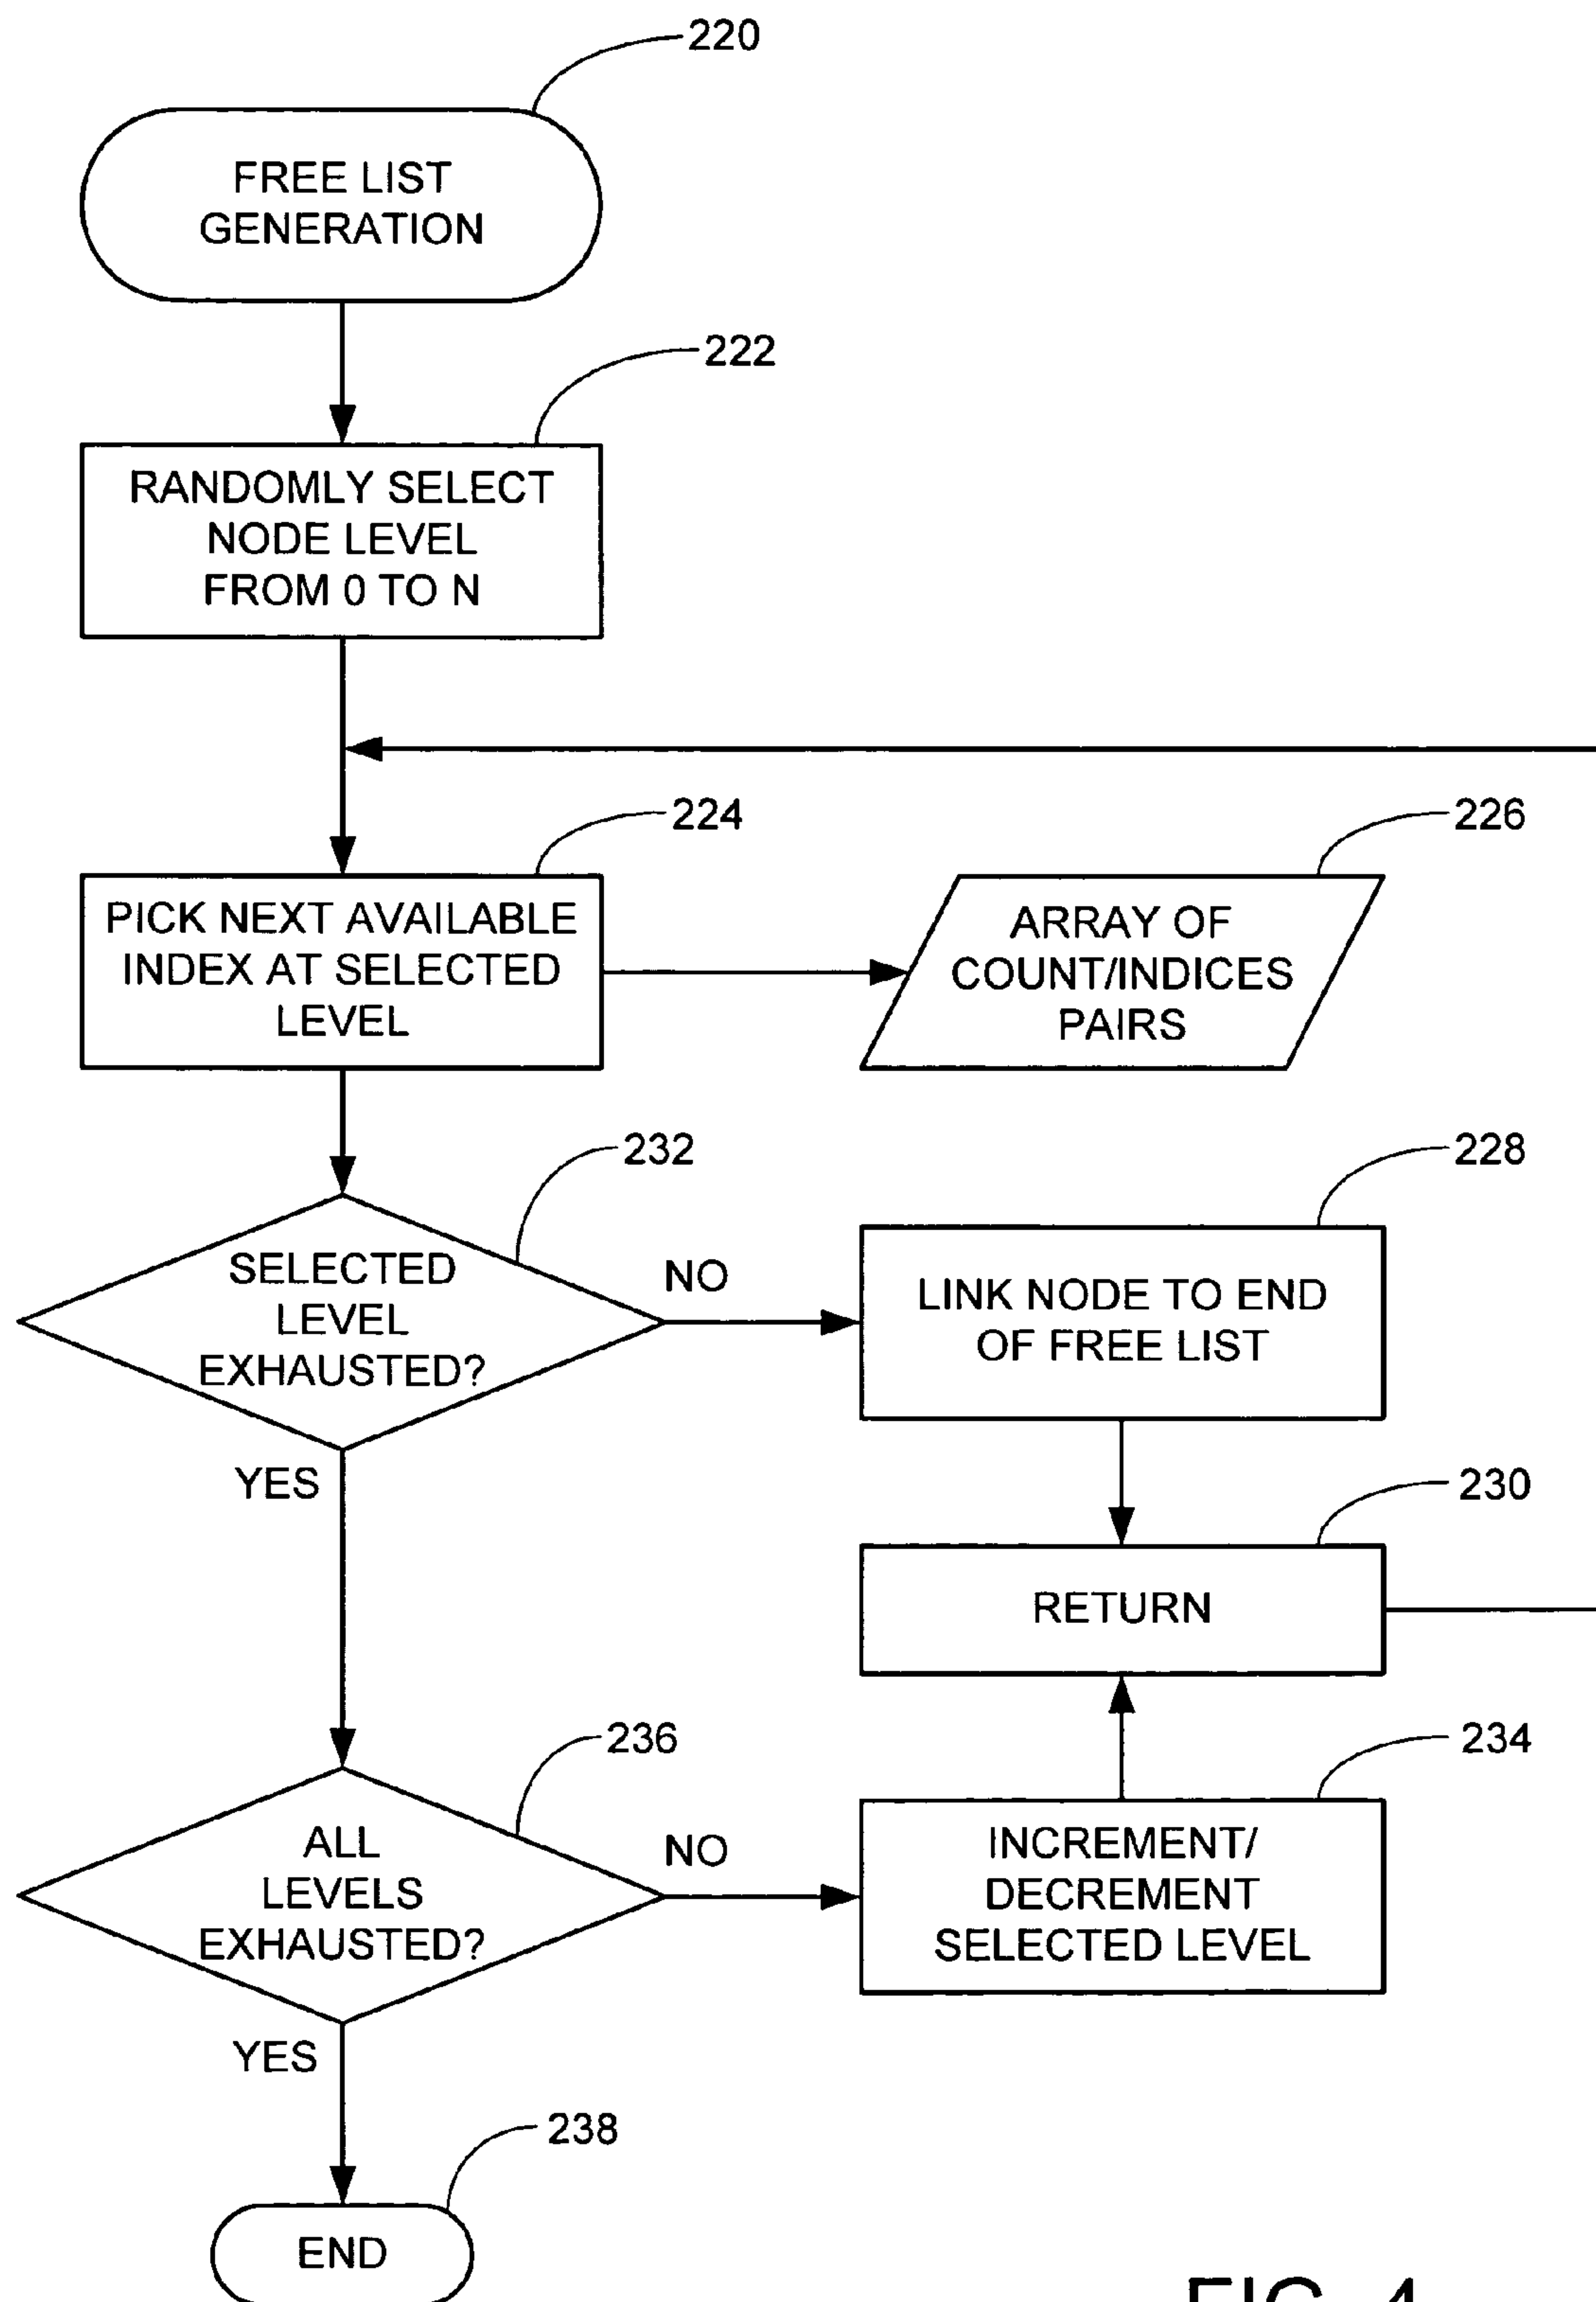 220
FREE LIST
GENERATION
222
RANDOMLY SELECT
NODE LEVEL
FROM 0 TO N
224
PICK NEXT AVAILABLE
INDEX AT SELECTED
LEVEL
226
ARRAY OF
COUNT/INDICES
PAIRS
232
SELECTED
LEVEL
EXHAUSTED?
NO
YES
228
LINK NODE TO END
OF FREE LIST
230
RETURN
236
ALL
LEVELS
EXHAUSTED?
NO
YES
234
INCREMENT/
DECREMENT
SELECTED LEVEL
238
END
FIG. 4